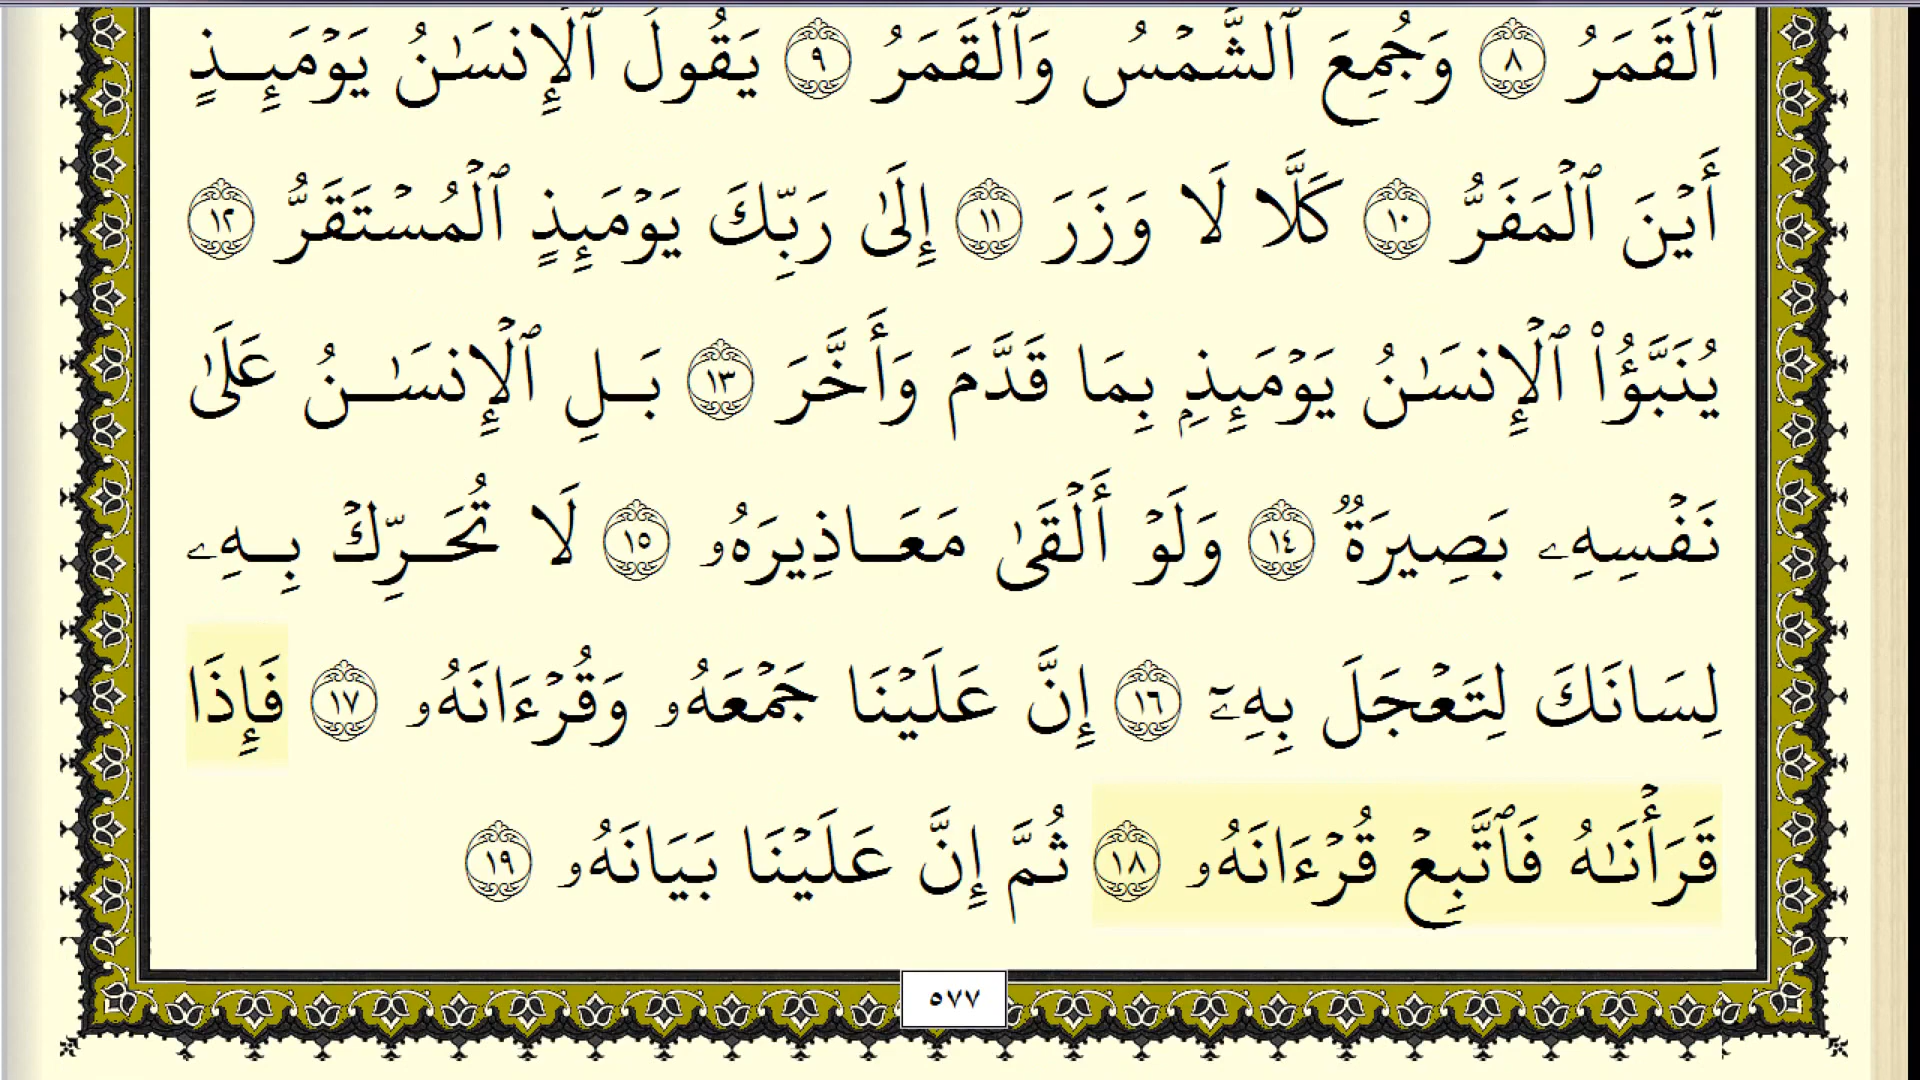 ٱلۡقَمَرُ ٨ وَجُمِعَ ٱلشَّمۡسُ وَٱلۡقَمَرُ ٩ يَقُولُ ٱلۡإِنسَٰنُ يَوۡمَئِذٍ
أَيۡنَ ٱلۡمَفَرُّ ١٠ كَلَّا لَا وَزَرَ ١١ إِلَىٰ رَبِّكَ يَوۡمَئِذٍ ٱلۡمُسۡتَقَرُّ ١٢
يُنَبَّؤُاْ ٱلۡإِنسَٰنُ يَوۡمَئِذِۭ بِمَا قَدَّمَ وَأَخَّرَ ١٣ بَلِ ٱلۡإِنسَٰنُ عَلَىٰ
نَفۡسِهِۦ بَصِيرَةٞ ١٤ وَلَوۡ أَلۡقَىٰ مَعَاذِيرَهُۥ ١٥ لَا تُحَرِّكۡ بِهِۦ
لِسَانَكَ لِتَعۡجَلَ بِهِۦٓ ١٦ إِنَّ عَلَيۡنَا جَمۡعَهُۥ وَقُرۡءَانَهُۥ ١٧ فَإِذَا
قَرَأۡنَٰهُ فَٱتَّبِعۡ قُرۡءَانَهُۥ ١٨ ثُمَّ إِنَّ عَلَيۡنَا بَيَانَهُۥ ١٩
٥٧٧